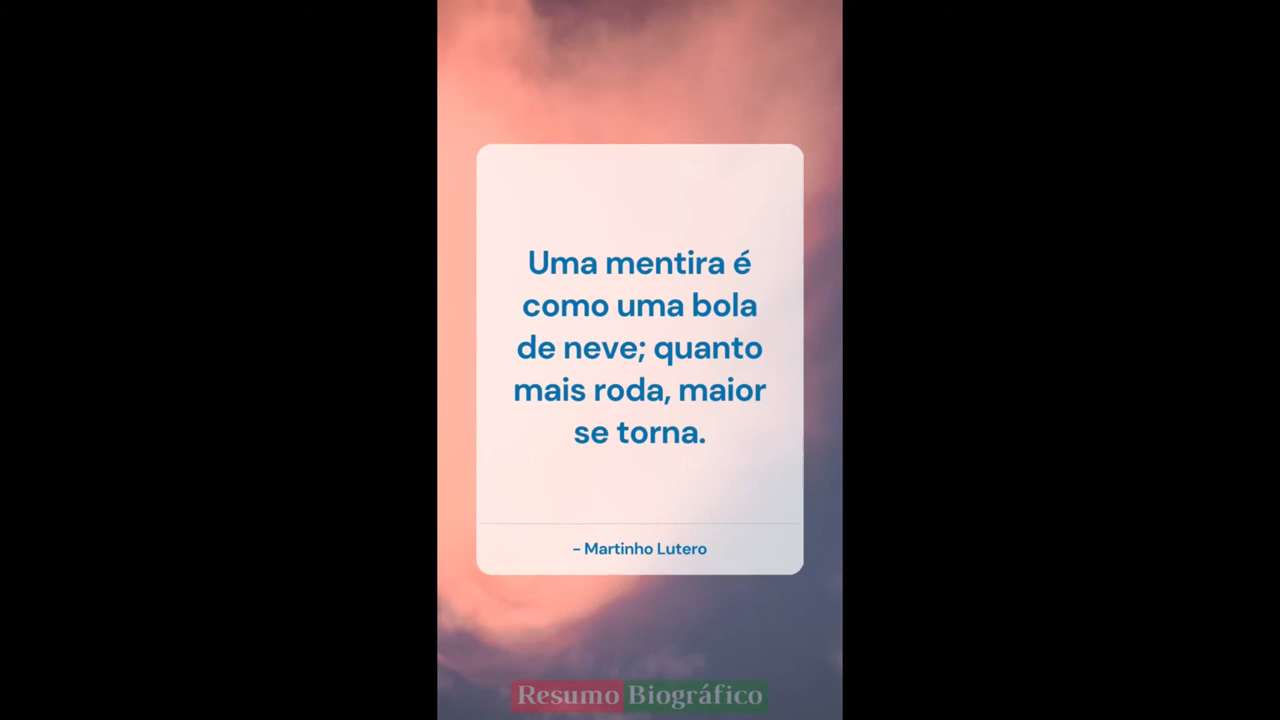 Uma mentira é
como uma bola
de neve; quanto
mais roda, maior
se torna.
- Martinho Lutero
Resumo Biográfico